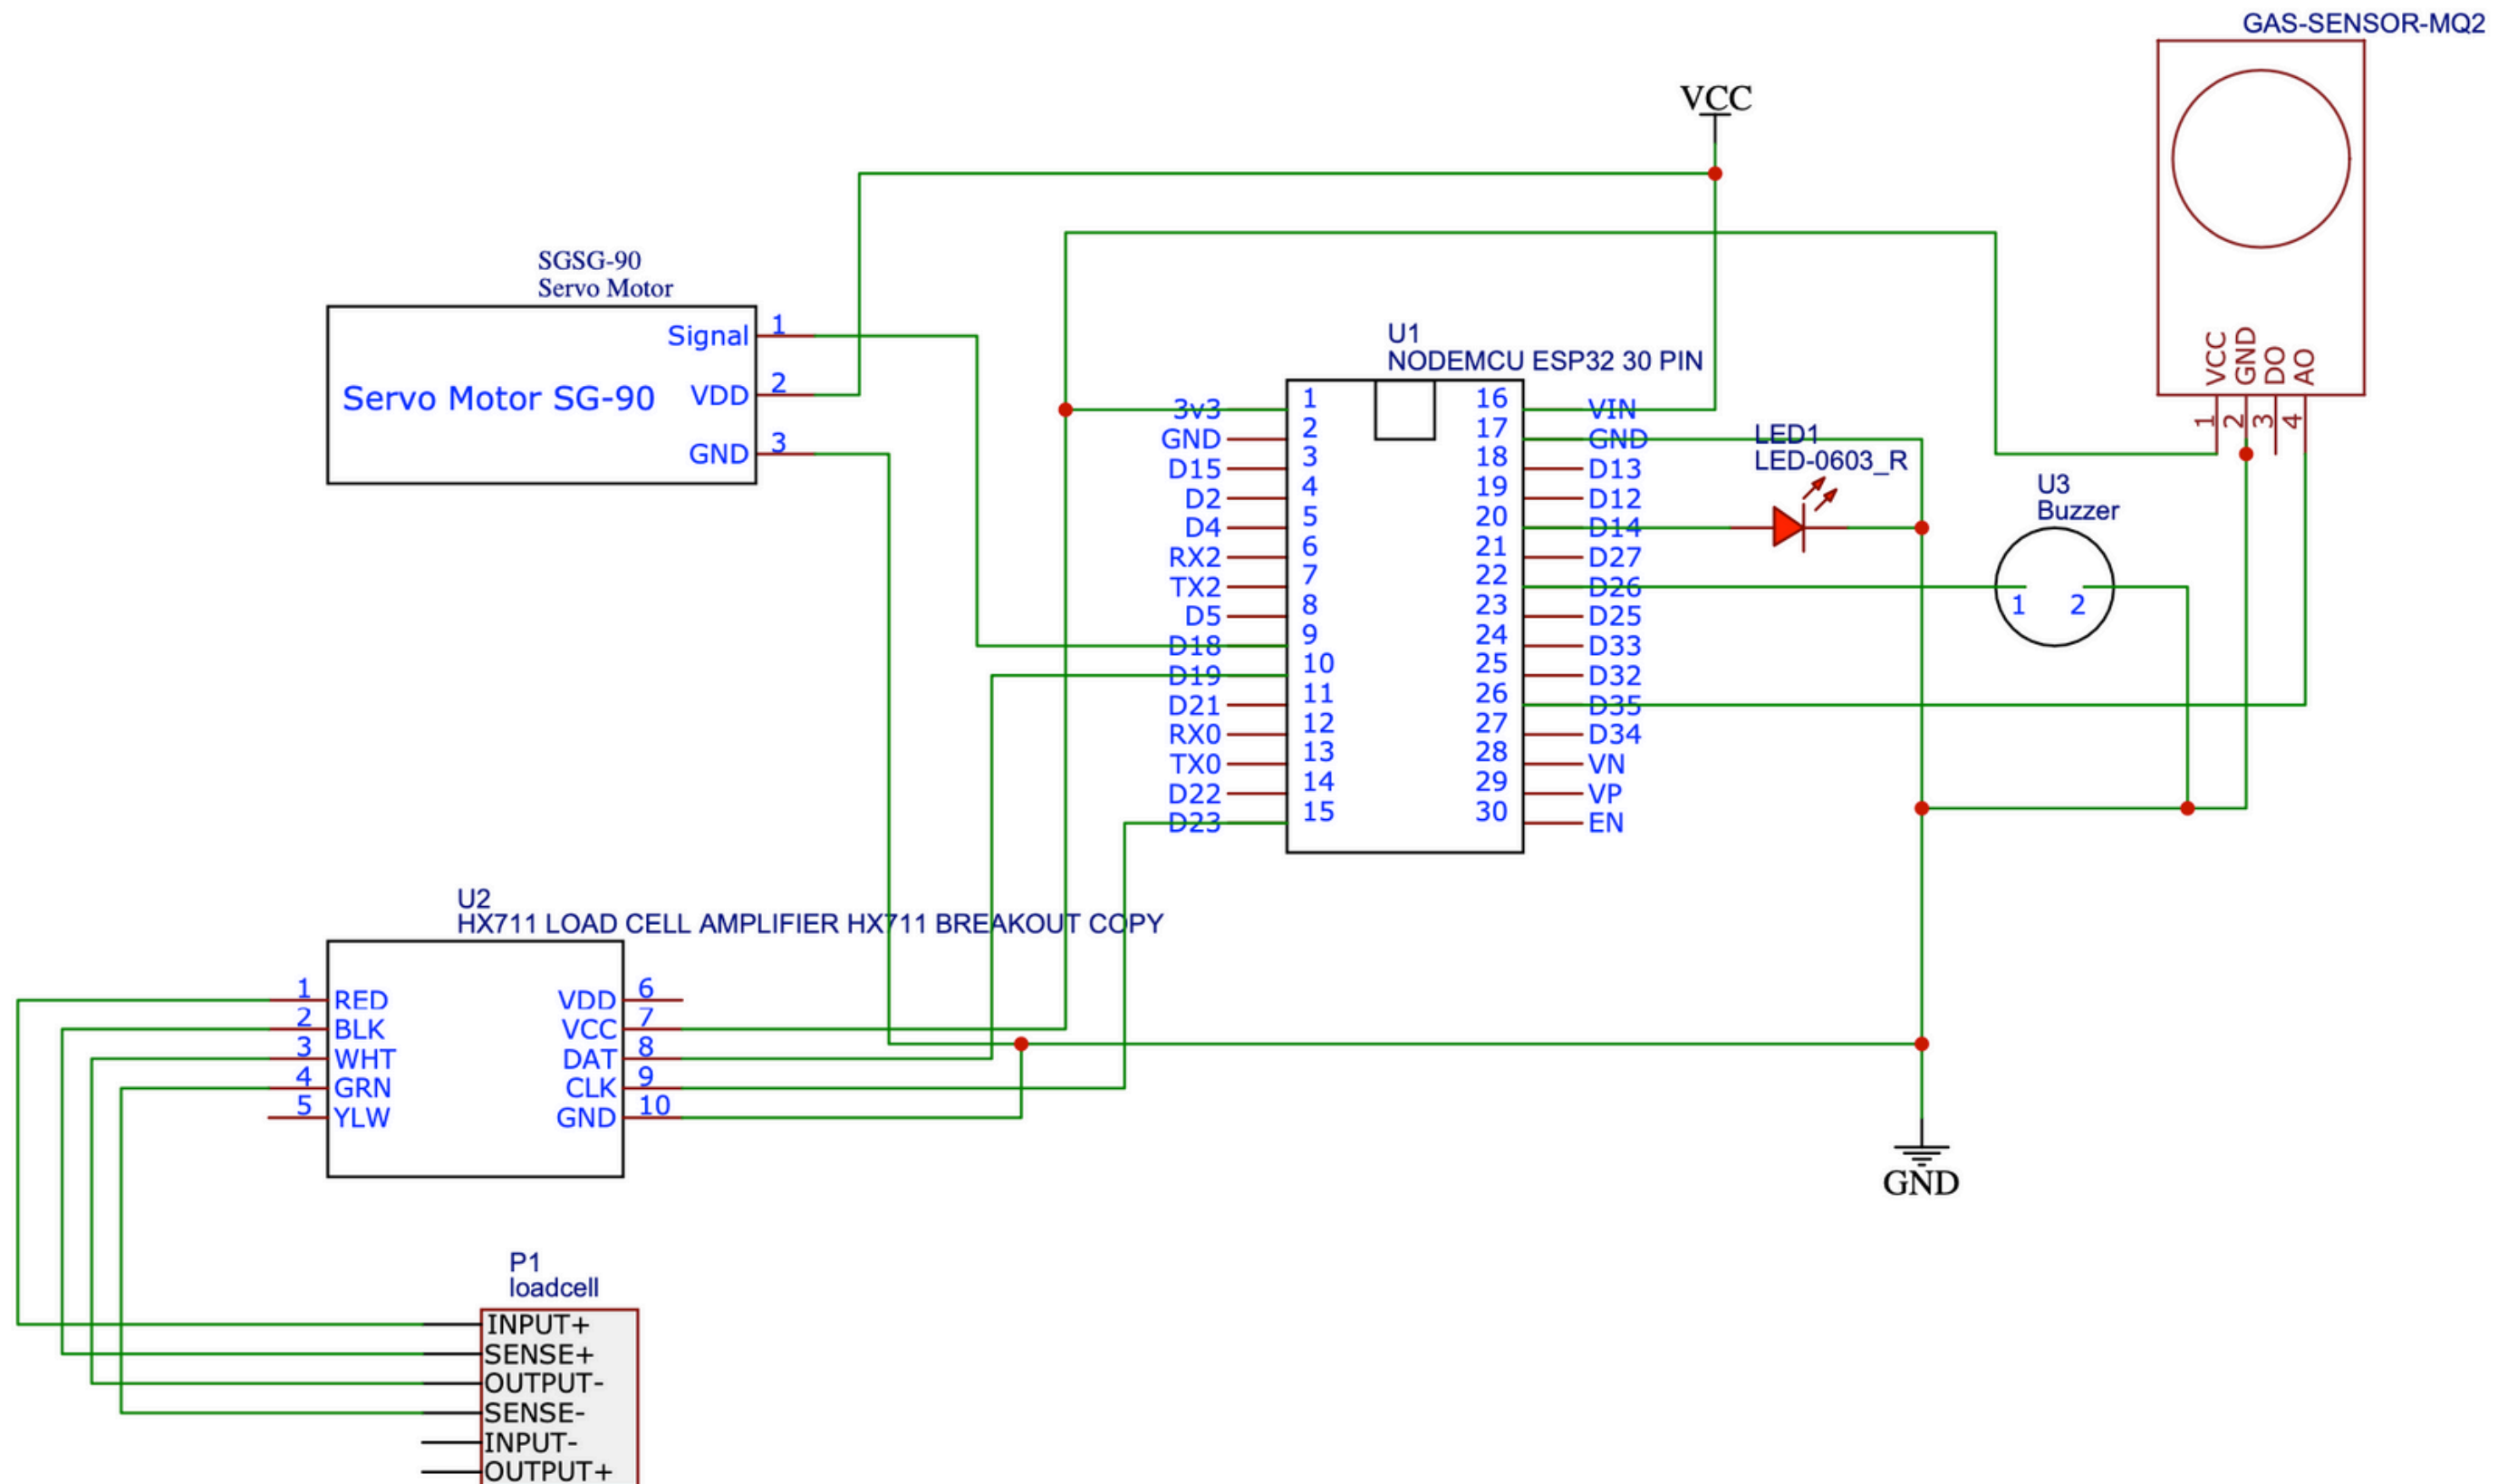 GAS-SENSOR-MQ2
VCC
GND
DO
AO
1
2
3
4
VCC
SGSG-90
Servo Motor
Servo Motor SG-90
Signal 1
VDD 2
GND 3
U1
NODEMCU ESP32 30 PIN
3v3 1 16 VIN
GND 2 17 GND
D15 3 18 D13
D2 4 19 D12
D4 5 20 D14
RX2 6 21 D27
TX2 7 22 D26
D5 8 23 D25
D18 9 24 D33
D19 10 25 D32
D21 11 26 D35
RX0 12 27 D34
TX0 13 28 VN
D22 14 29 VP
D23 15 30 EN
LED1
LED-0603_R
U3
Buzzer
1 2
U2
HX711 LOAD CELL AMPLIFIER HX711 BREAKOUT COPY
1 RED VDD 6
2 BLK VCC 7
3 WHT DAT 8
4 GRN CLK 9
5 YLW GND 10
GND
P1
loadcell
INPUT+
SENSE+
OUTPUT-
SENSE-
INPUT-
OUTPUT+